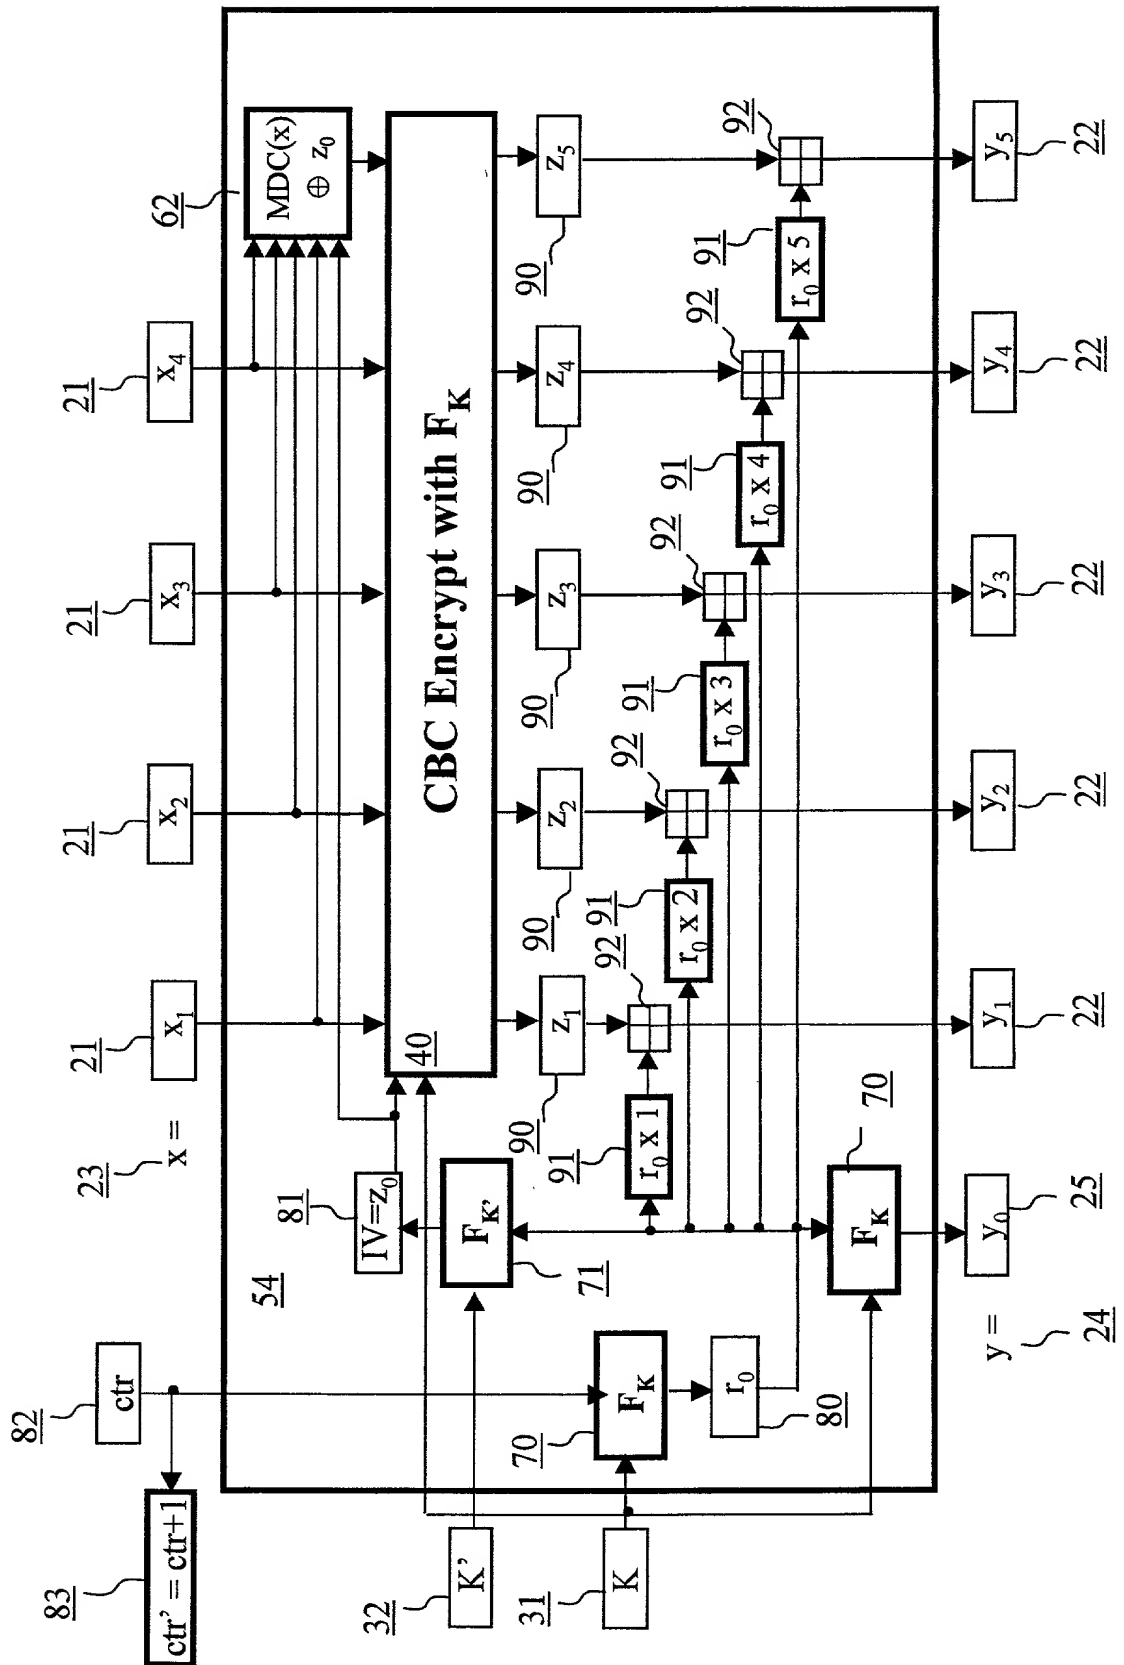 83
ctr' = ctr+1
82
ctr
23
x =
21
x₁
21
x₂
21
x₃
21
x₄
54
62
MDC(x)
⊕ z₀
81
IV=z₀
40
CBC Encrypt with F_K
32
K'
F_K'
71
90
z₁
90
z₂
90
z₃
90
z₄
90
z₅
31
K
70
F_K
r₀
80
91
r₀ x 1
92
91
r₀ x 2
92
91
r₀ x 3
92
91
r₀ x 4
92
91
r₀ x 5
92
70
F_K
y =
24
y₀
25
y₁
22
y₂
22
y₃
22
y₄
22
y₅
22